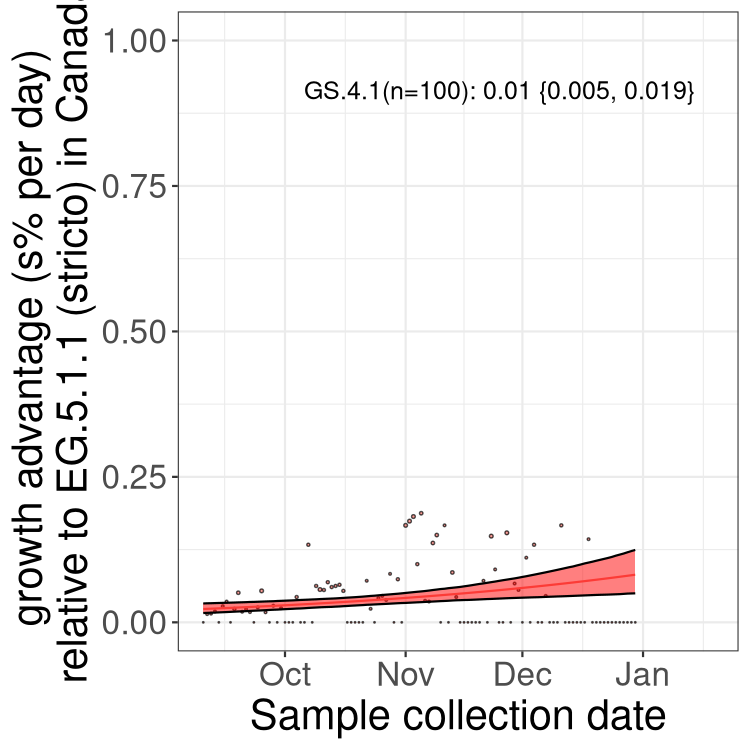 growth advantage (s% per day)
relative to EG.5.1.1 (stricto) in Canada
1.00
0.75
0.50
0.25
0.00
GS.4.1(n=100): 0.01 {0.005, 0.019}
Oct Nov Dec Jan
Sample collection date